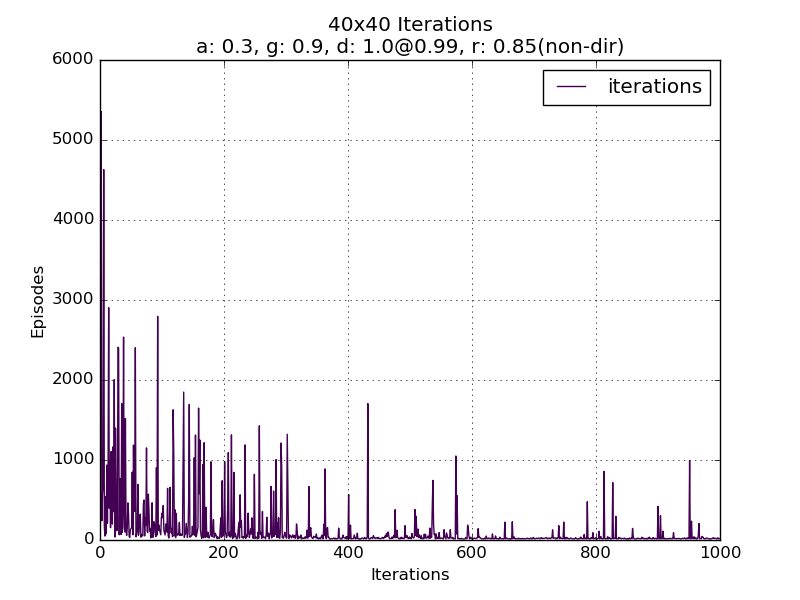 40x40 Iterations
a: 0.3, g: 0.9, d: 1.0@0.99, r: 0.85(non-dir)
6000
iterations
5000
4000
3000
Episodes
2000
1000
0
0 200 400 600 800 1000
Iterations